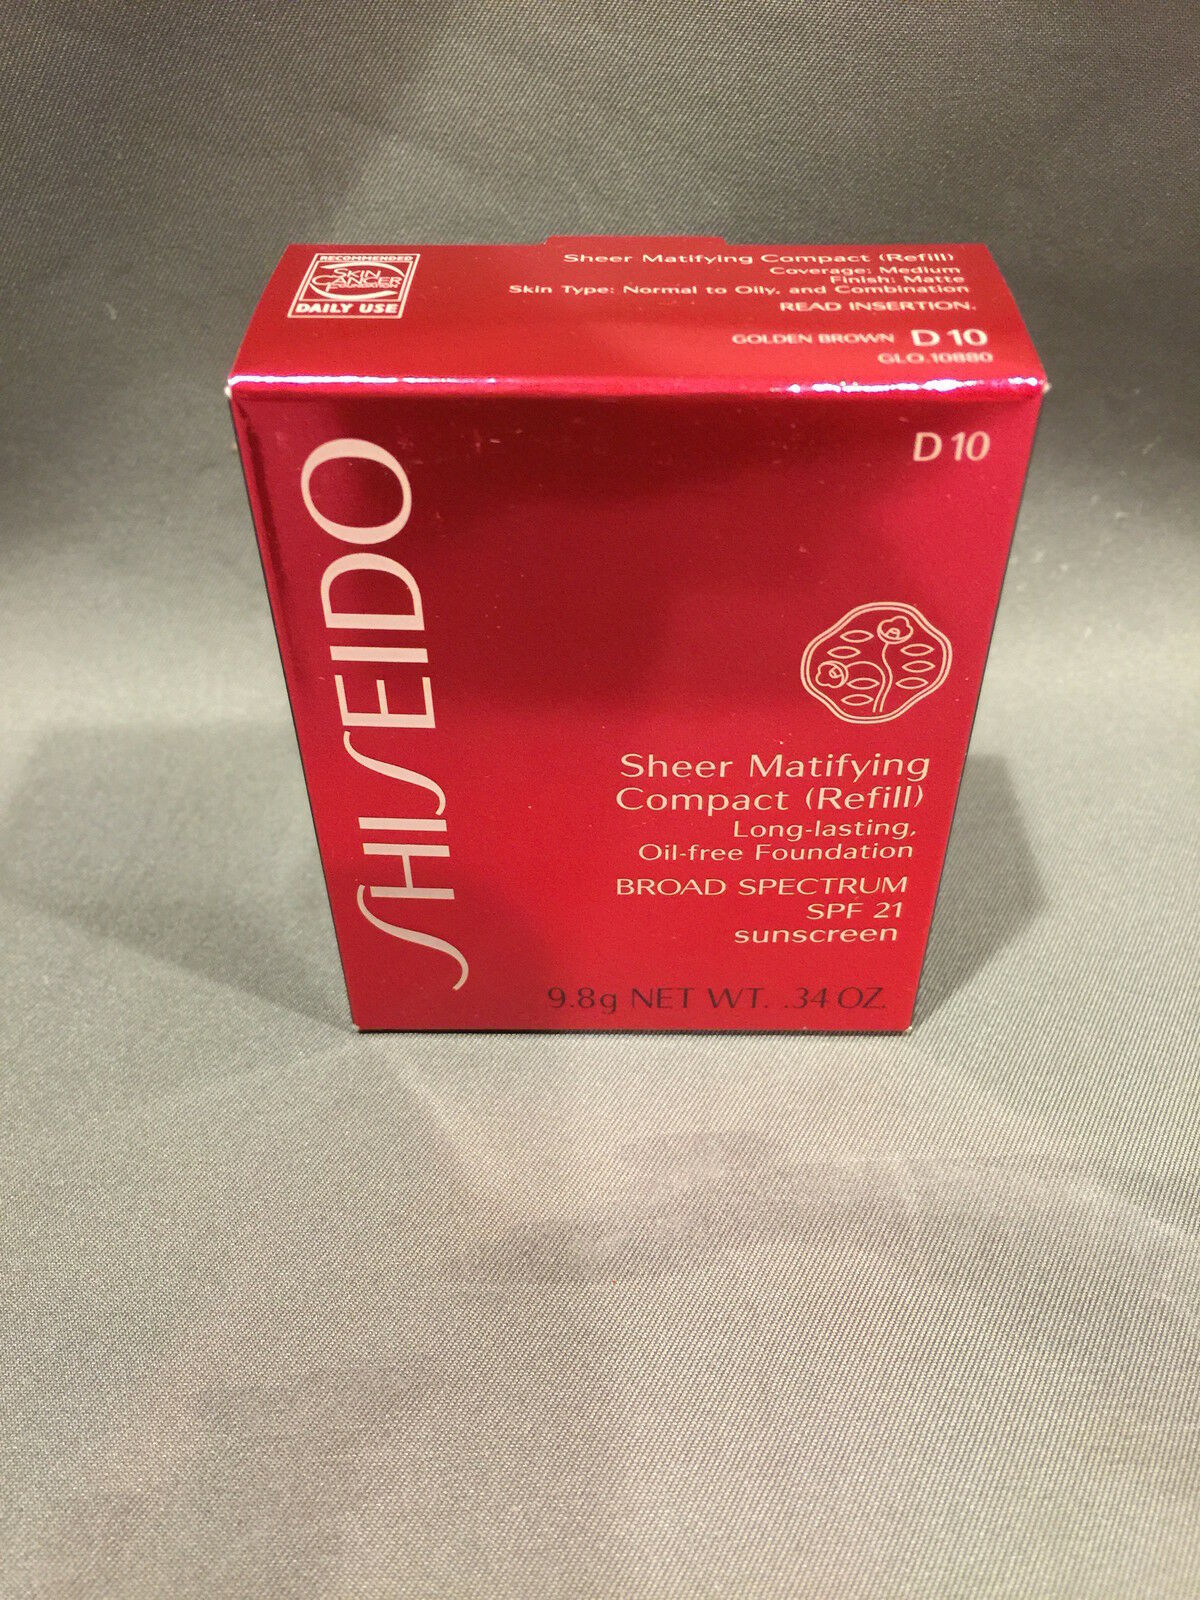 RECOMMENDED
SKIN
CANCER
FOUNDATION
DAILY USE
Sheer Matifying Compact (Refill)
Coverage: Medium
Finish: Matte
Skin Type: Normal to Oily, and Combination
READ INSERTION.
GOLDEN BROWN D 10
GLO.10880
D 10
SHISEIDO
Sheer Matifying
Compact (Refill)
Long-lasting,
Oil-free Foundation
BROAD SPECTRUM
SPF 21
sunscreen
9.8g NET WT. .34 OZ.